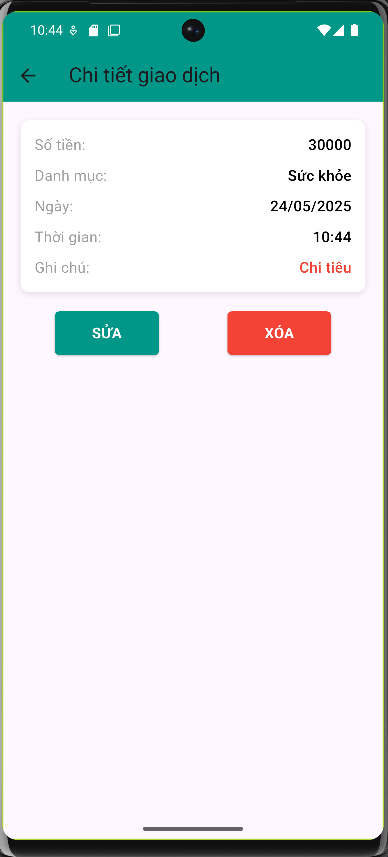 10:44
Chi tiết giao dịch
Số tiền: 30000
Danh mục: Sức khỏe
Ngày: 24/05/2025
Thời gian: 10:44
Ghi chú: Chi tiêu
SỬA XÓA